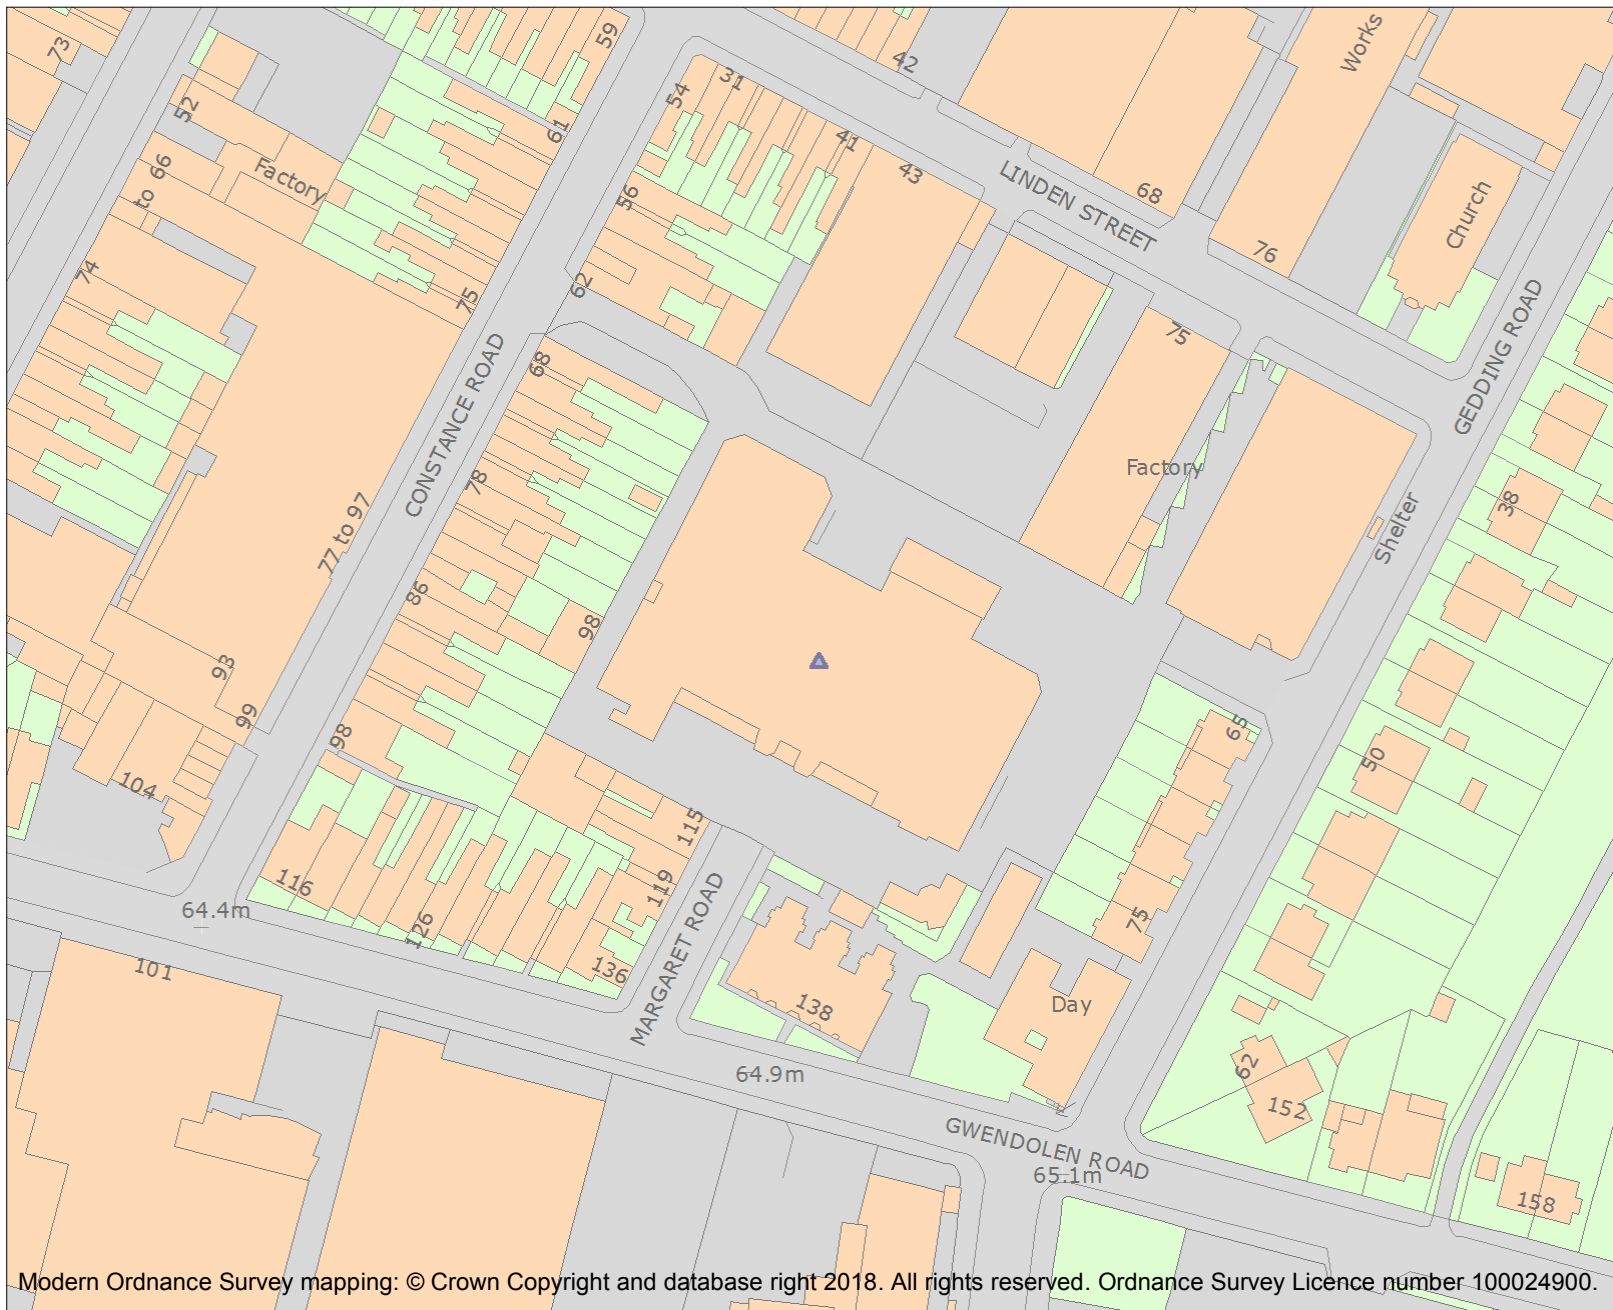 73
59
42
Works
31
54
52
61
41
43
LINDEN STREET
68
to 66
Factory
56
Church
76
74
62
75
75
GEDDING ROAD
CONSTANCE ROAD
68
Factory
78
38
77 to 97
Shelter
86
98
93
99
98
65
50
104
115
116
119
MARGARET ROAD
75
64.4m
126
136
101
138
Day
62
64.9m
152
GWENDOLEN ROAD
65.1m
158
Modern Ordnance Survey mapping: © Crown Copyright and database right 2018. All rights reserved. Ordnance Survey Licence number 100024900.